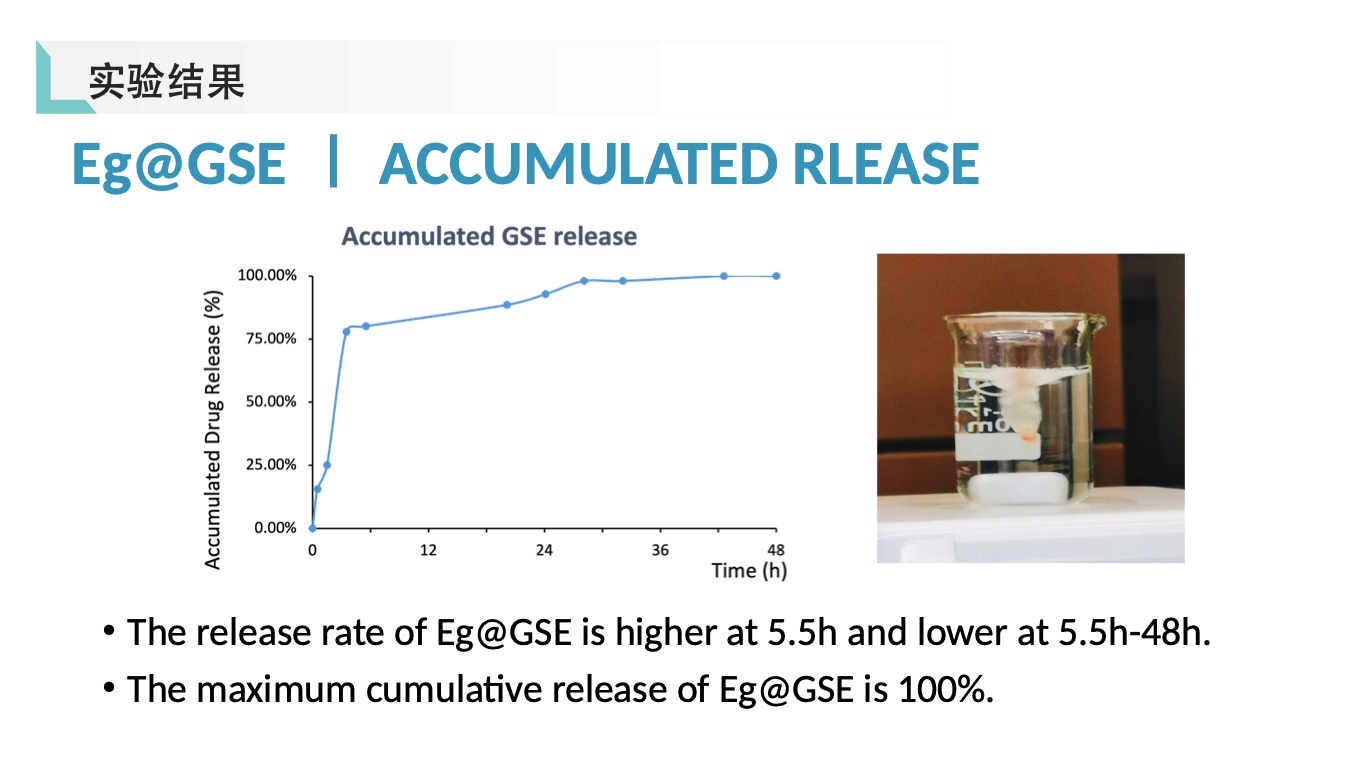 实验结果
Eg@GSE | ACCUMULATED RLEASE
Accumulated GSE release
Accumulated Drug Release (%)
100.00%
75.00%
50.00%
25.00%
0.00%
0 12 24 36 48
Time (h)
• The release rate of Eg@GSE is higher at 5.5h and lower at 5.5h-48h.
• The maximum cumulative release of Eg@GSE is 100%.